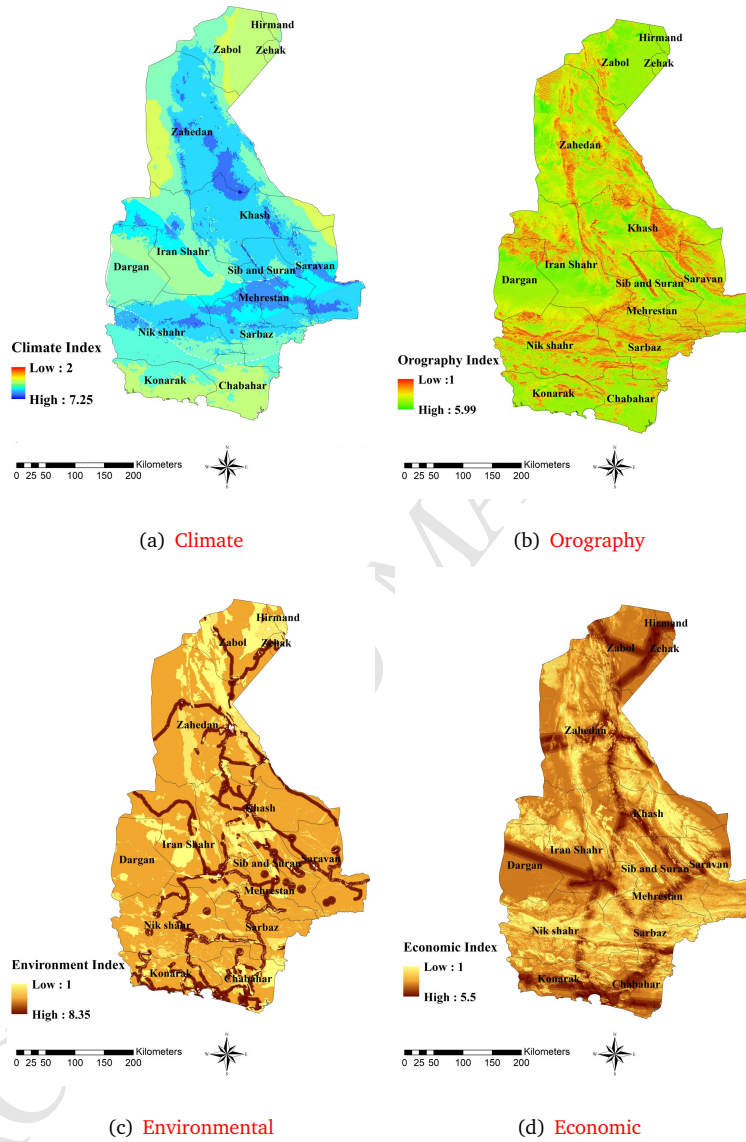 Hirmand
Zabol
Zehak
Zahedan
Khash
Iran Shahr
Dargan
Sib and Suran
Saravan
Mehrestan
Nik shahr
Sarbaz
Konarak
Chabahar
Climate Index
Low : 2
High : 7.25
0 25 50 100 150 200
Kilometers
N
W E
S
(a) Climate
Hirmand
Zabol
Zehak
Zahedan
Khash
Iran Shahr
Dargan
Sib and Suran
Saravan
Mehrestan
Nik shahr
Sarbaz
Konarak
Chabahar
Orography Index
Low :1
High : 5.99
0 25 50 100 150 200
Kilometers
N
W E
S
(b) Orography
Hirmand
Zabol
Zehak
Zahedan
Khash
Iran Shahr
Dargan
Sib and Suran
Saravan
Mehrestan
Nik shahr
Sarbaz
Konarak
Chabahar
Environment Index
Low : 1
High : 8.35
0 25 50 100 150 200
Kilometers
N
W E
S
(c) Environmental
Hirmand
Zabol
Zehak
Zahedan
Khash
Iran Shahr
Dargan
Sib and Suran
Saravan
Mehrestan
Nik shahr
Sarbaz
Konarak
Chabahar
Economic Index
Low : 1
High : 5.5
0 25 50 100 150 200
Kilometers
N
W E
S
(d) Economic